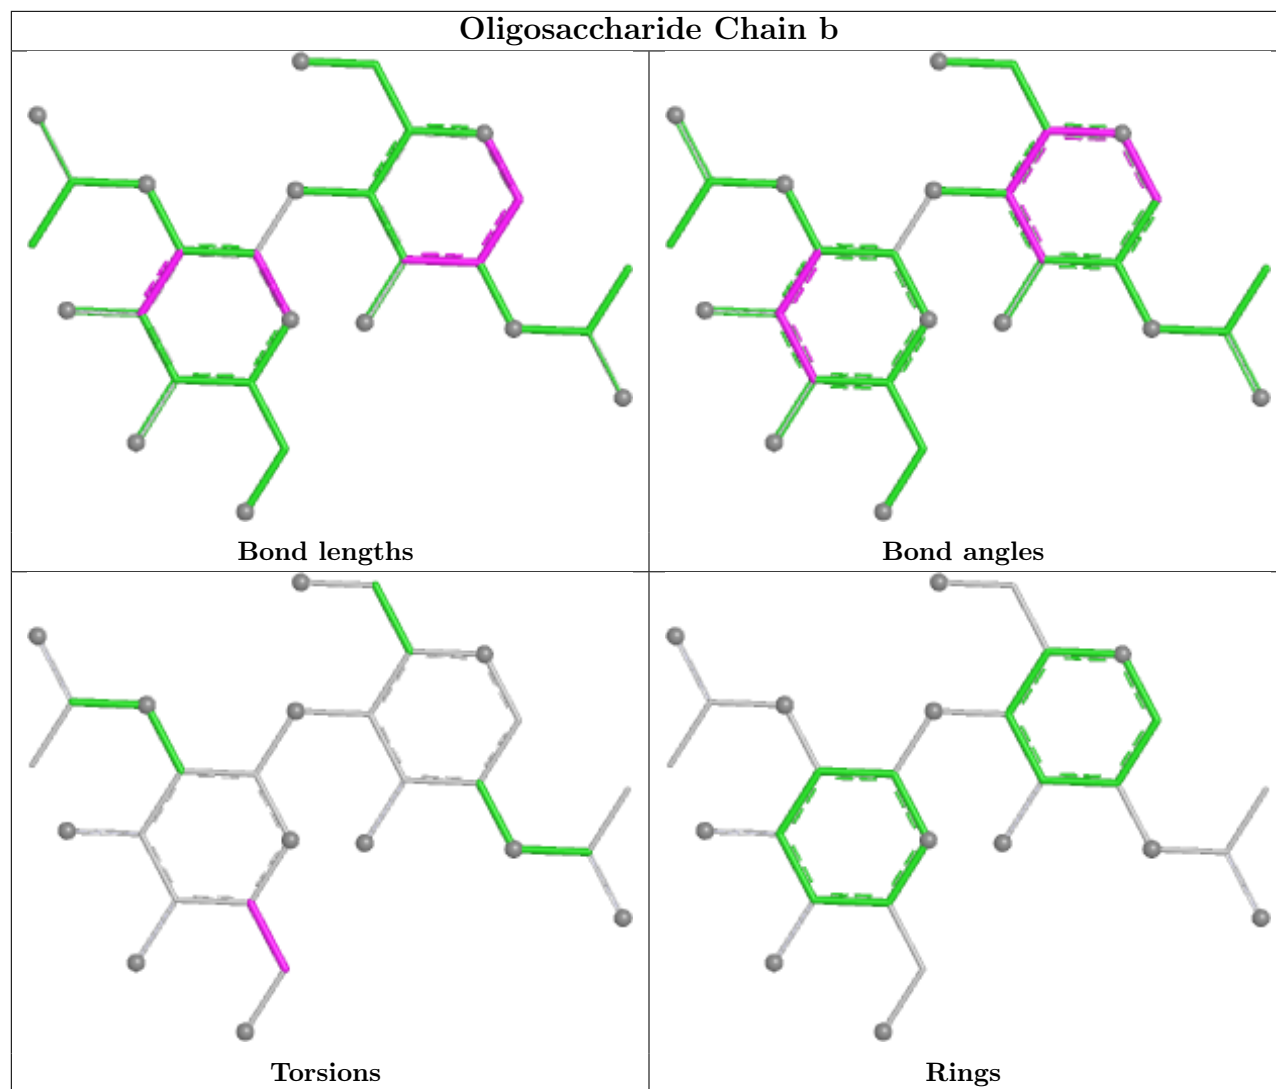 Oligosaccharide Chain b
Bond lengths
Bond angles
Torsions
Rings